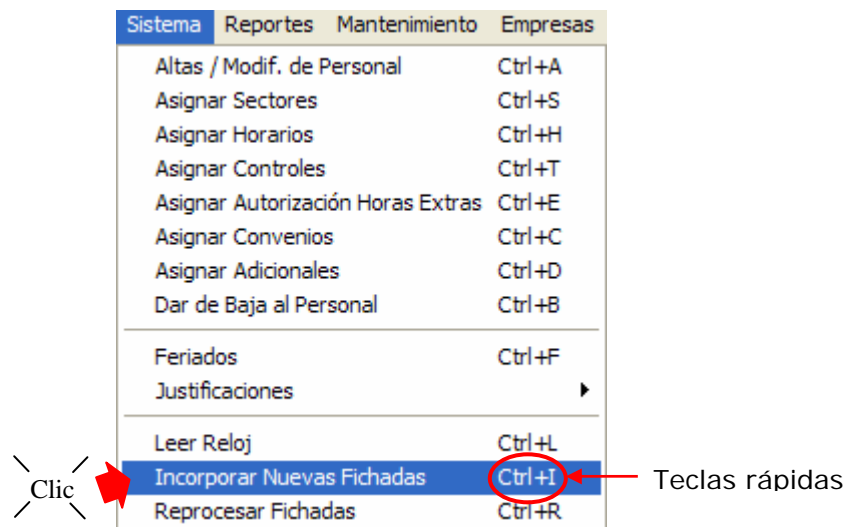 Sistema Reportes Mantenimiento Empresas
Altas / Modif. de Personal Ctrl+A
Asignar Sectores Ctrl+S
Asignar Horarios Ctrl+H
Asignar Controles Ctrl+T
Asignar Autorización Horas Extras Ctrl+E
Asignar Convenios Ctrl+C
Asignar Adicionales Ctrl+D
Dar de Baja al Personal Ctrl+B
Feriados Ctrl+F
Justificaciones
Leer Reloj Ctrl+L
Clic Incorporar Nuevas Fichadas Ctrl+I Teclas rápidas
Reprocesar Fichadas Ctrl+R